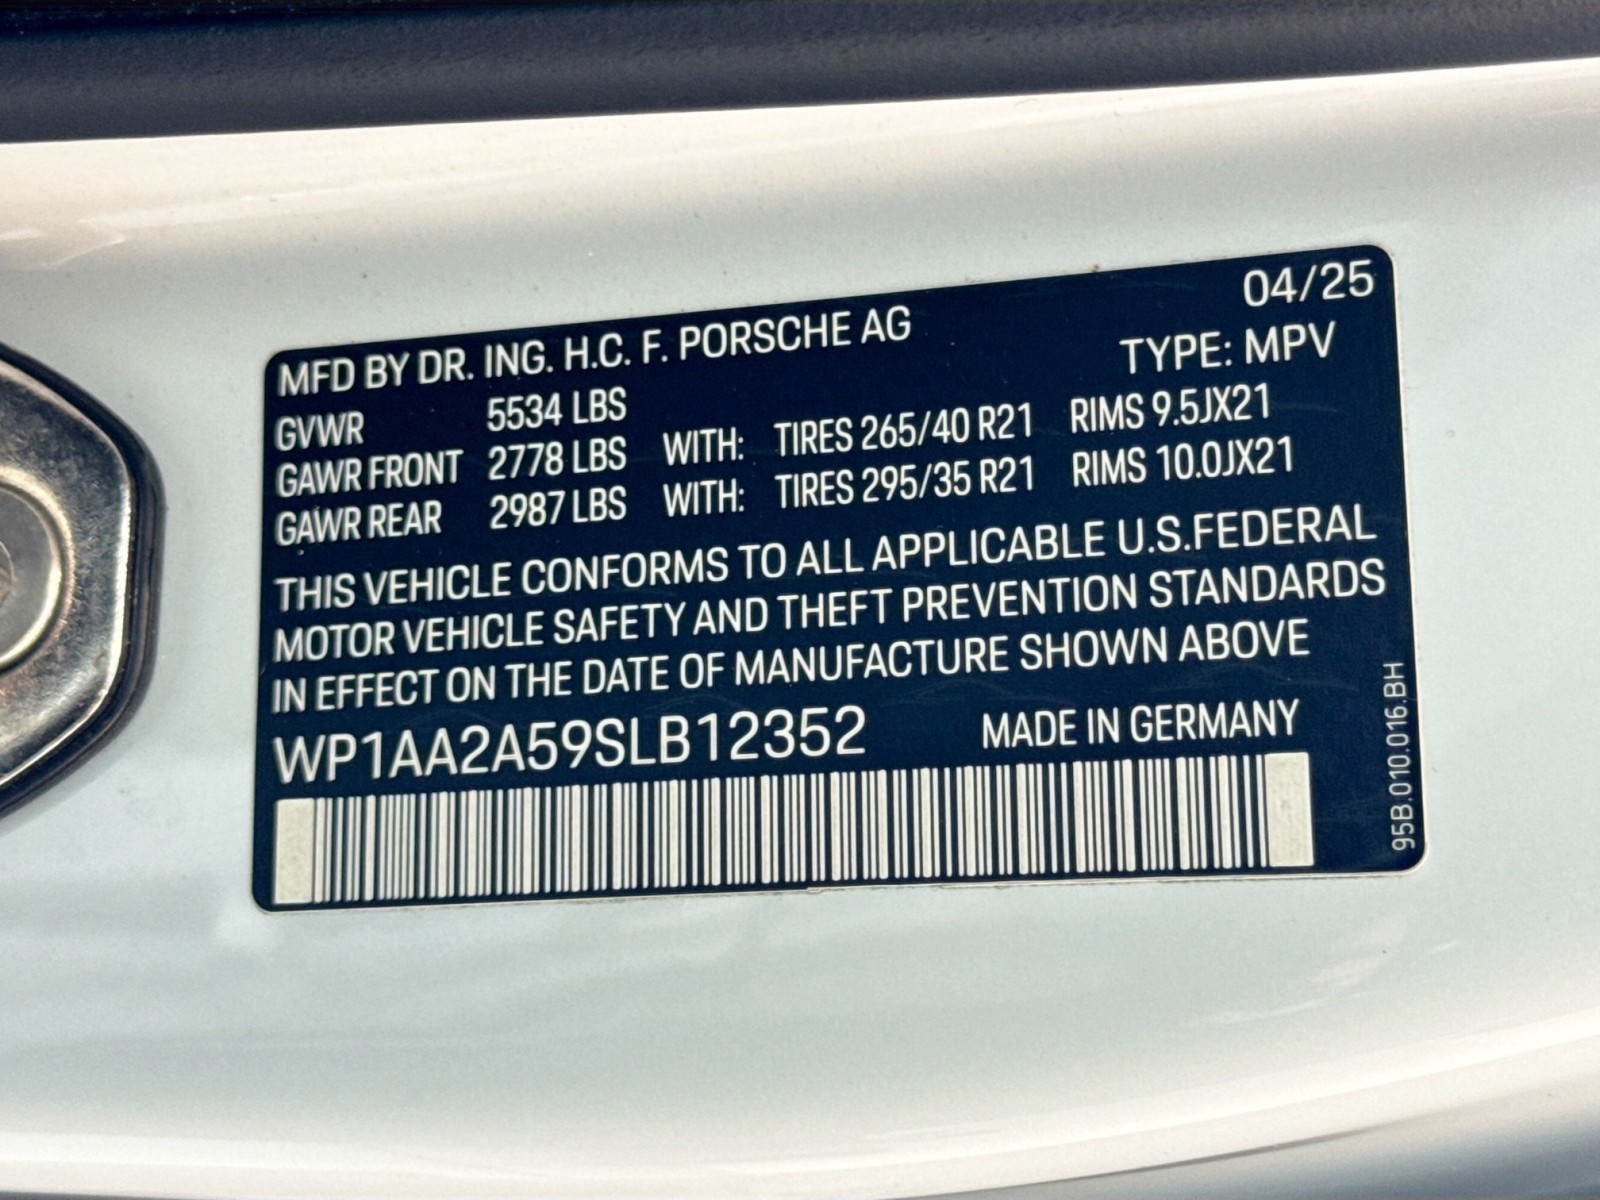 04/25
MFD BY DR. ING. H.C. F. PORSCHE AG
TYPE: MPV
GVWR 5534 LBS
GAWR FRONT 2778 LBS WITH: TIRES 265/40 R21 RIMS 9.5JX21
GAWR REAR 2987 LBS WITH: TIRES 295/35 R21 RIMS 10.0JX21
THIS VEHICLE CONFORMS TO ALL APPLICABLE U.S.FEDERAL
MOTOR VEHICLE SAFETY AND THEFT PREVENTION STANDARDS
IN EFFECT ON THE DATE OF MANUFACTURE SHOWN ABOVE
WP1AA2A59SLB12352 MADE IN GERMANY
95B.010.016.BH